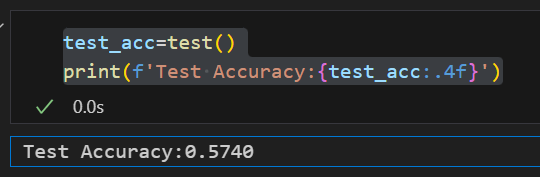 test_acc=test()
print(f'Test Accuracy:{test_acc:.4f}')
0.0s
Test Accuracy:0.5740